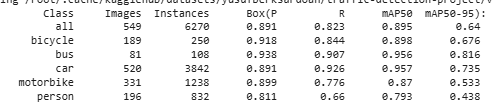 Class Images Instances Box(P R mAP50 mAP50-95):
all 549 6270 0.891 0.823 0.895 0.64
bicycle 189 250 0.918 0.844 0.898 0.676
bus 81 108 0.938 0.907 0.956 0.816
car 520 3842 0.891 0.926 0.957 0.735
motorbike 331 1238 0.899 0.776 0.87 0.533
person 196 832 0.811 0.66 0.793 0.438